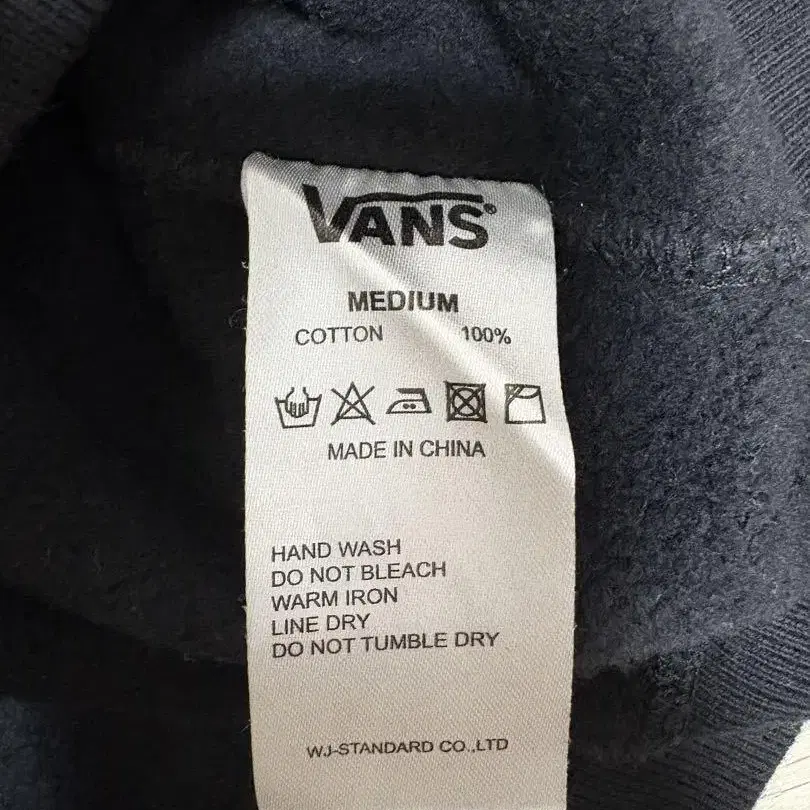 VANS®
MEDIUM
COTTON 100%
MADE IN CHINA
HAND WASH
DO NOT BLEACH
WARM IRON
LINE DRY
DO NOT TUMBLE DRY
WJ-STANDARD CO.,LTD